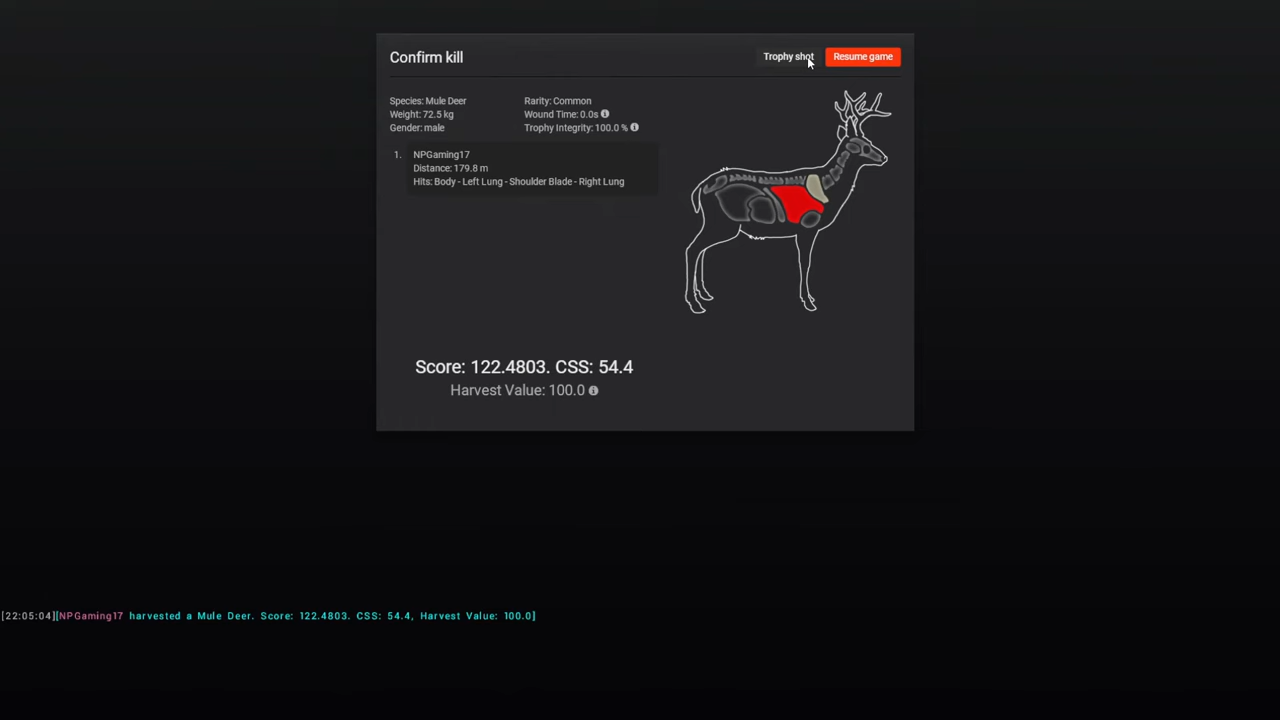 Confirm kill
Trophy shot
Resume game
Species: Mule Deer
Rarity: Common
Weight: 72.5 kg
Wound Time: 0.0s
Gender: male
Trophy Integrity: 100.0 %
1. NPGaming17
Distance: 179.8 m
Hits: Body - Left Lung - Shoulder Blade - Right Lung
Score: 122.4803. CSS: 54.4
Harvest Value: 100.0
[22:05:04][NPGaming17 harvested a Mule Deer. Score: 122.4803. CSS: 54.4, Harvest Value: 100.0]